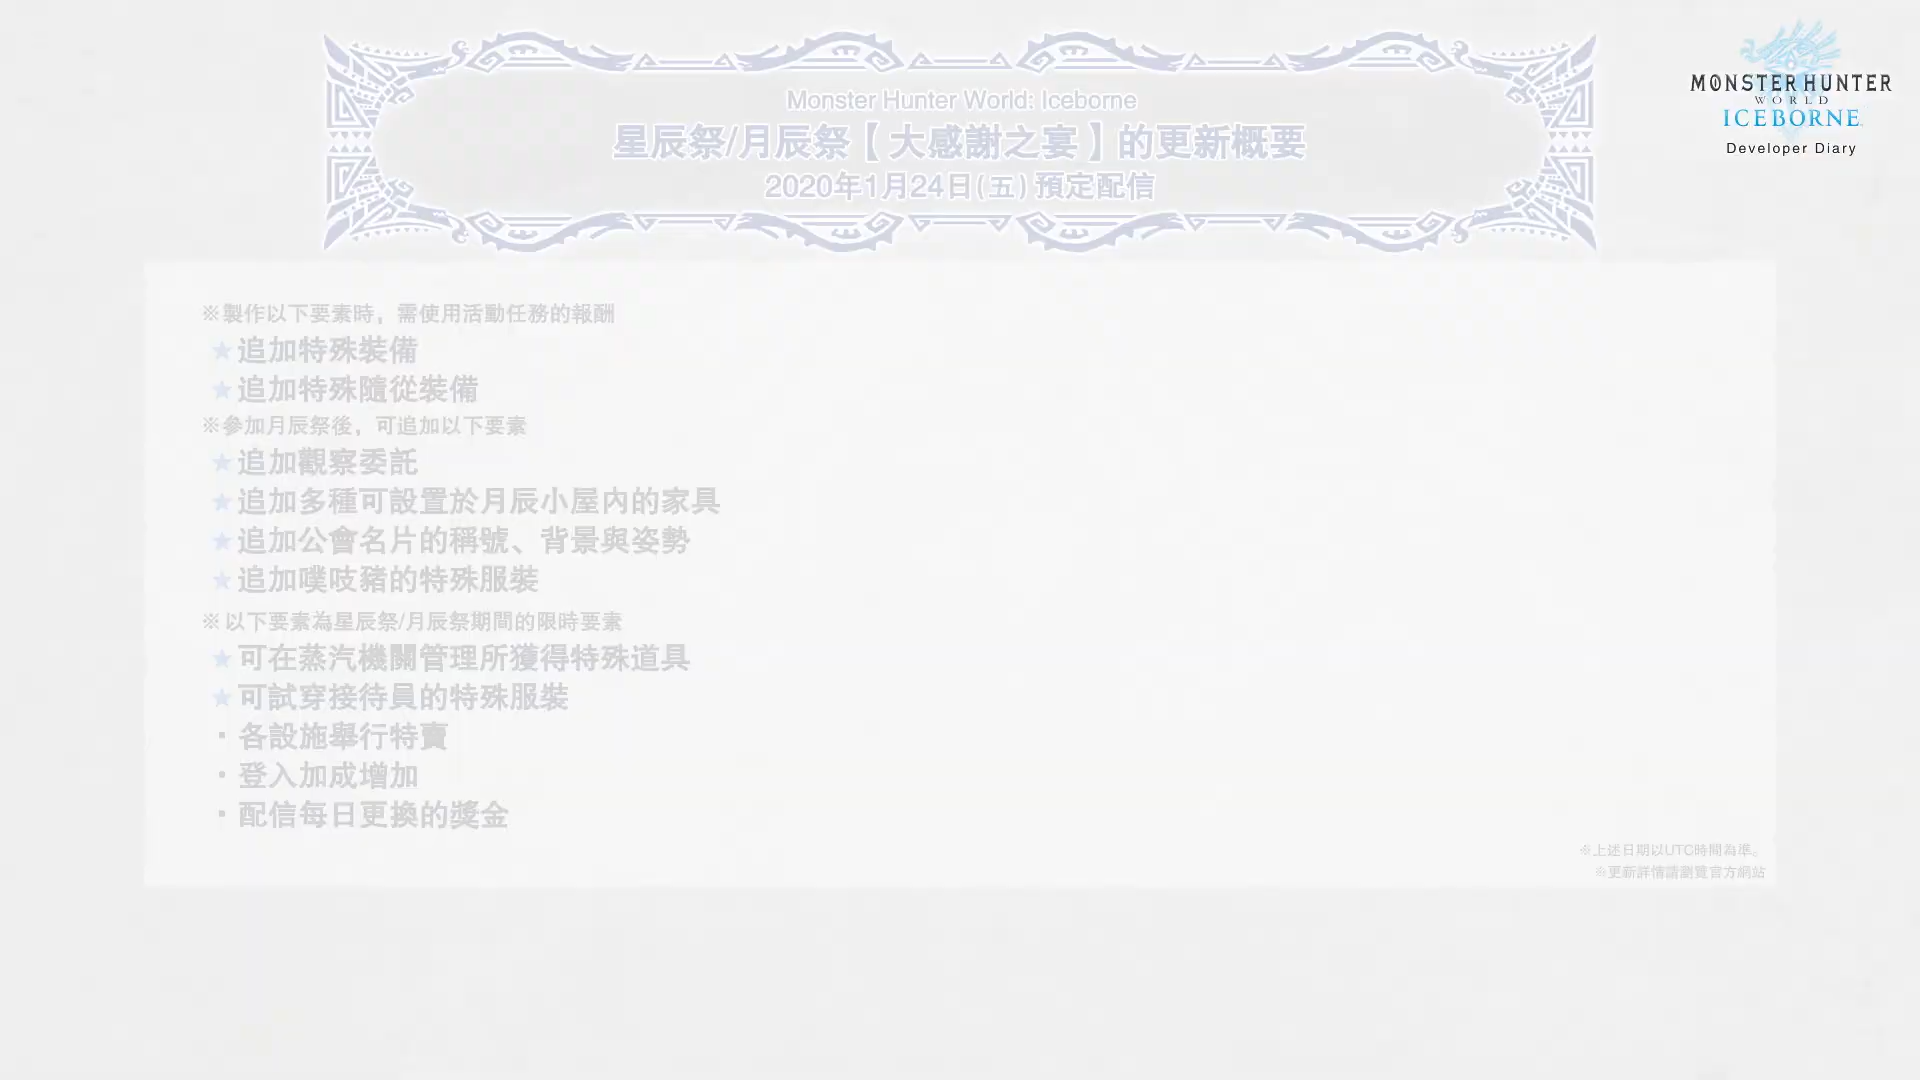 Monster Hunter World: Iceborne
星辰祭/月辰祭【大感謝之宴】的更新概要
2020年1月24日(五)預定配信
MONSTER HUNTER
WORLD
ICEBORNE
Developer Diary
※製作以下要素時，需使用活動任務的報酬
★追加特殊裝備
★追加特殊隨從裝備
※參加月辰祭後，可追加以下要素
★追加觀察委託
★追加多種可設置於月辰小屋內的家具
★追加公會名片的稱號、背景與姿勢
★追加噗吱豬的特殊服裝
※以下要素為星辰祭/月辰祭期間的限時要素
★可在蒸汽機關管理所獲得特殊道具
★可試穿接待員的特殊服裝
・各設施舉行特賣
・登入加成增加
・配信每日更換的獎金
※上述日期以UTC時間為準。
※更新詳情請瀏覽官方網站